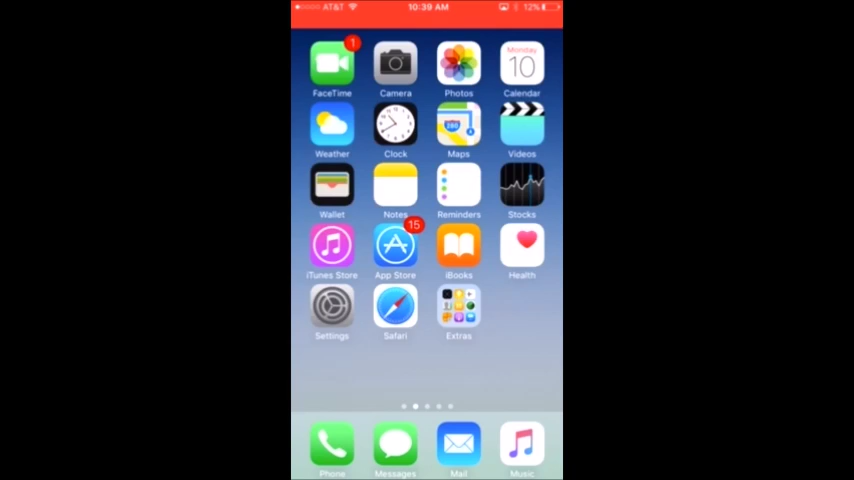 AT&T 10:39 AM 12%
1
Monday
10
FaceTime Camera Photos Calendar
280
Weather Clock Maps Videos
Wallet Notes Reminders Stocks
15
iTunes Store App Store iBooks Health
Settings Safari Extras
Phone Messages Mail Music